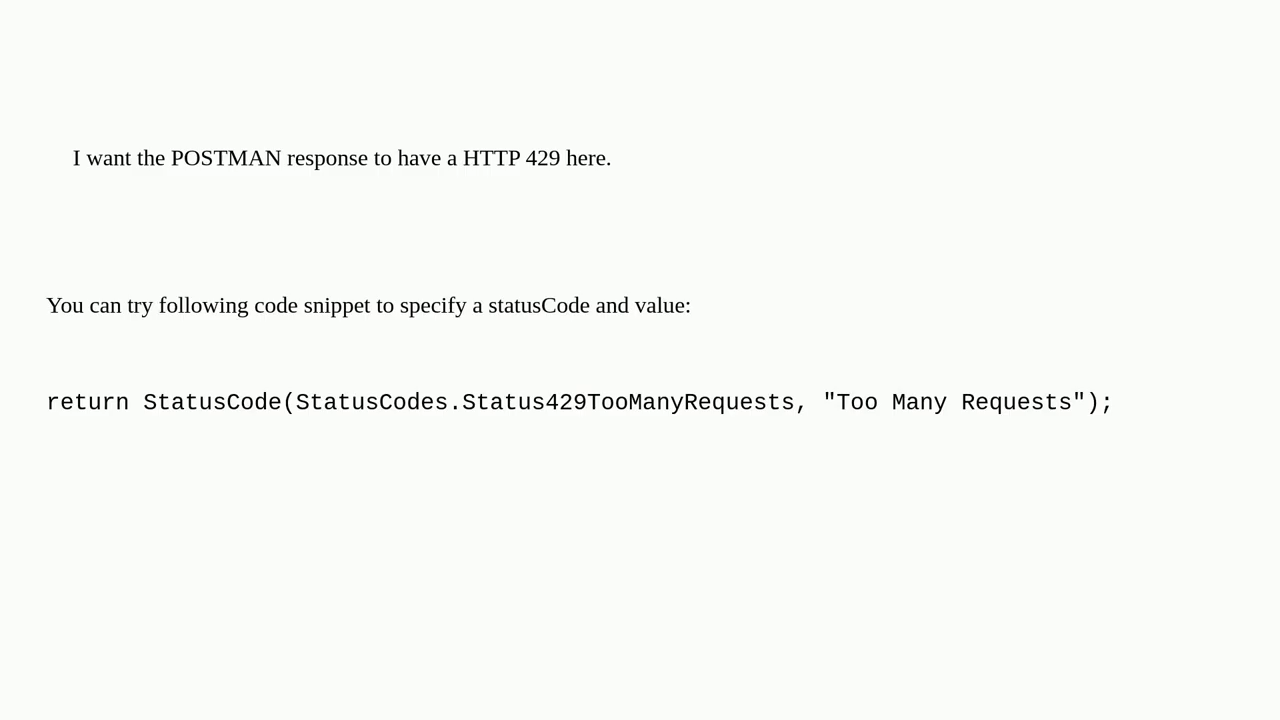 I want the POSTMAN response to have a HTTP 429 here.
You can try following code snippet to specify a statusCode and value:
return StatusCode(StatusCodes.Status429TooManyRequests, "Too Many Requests");